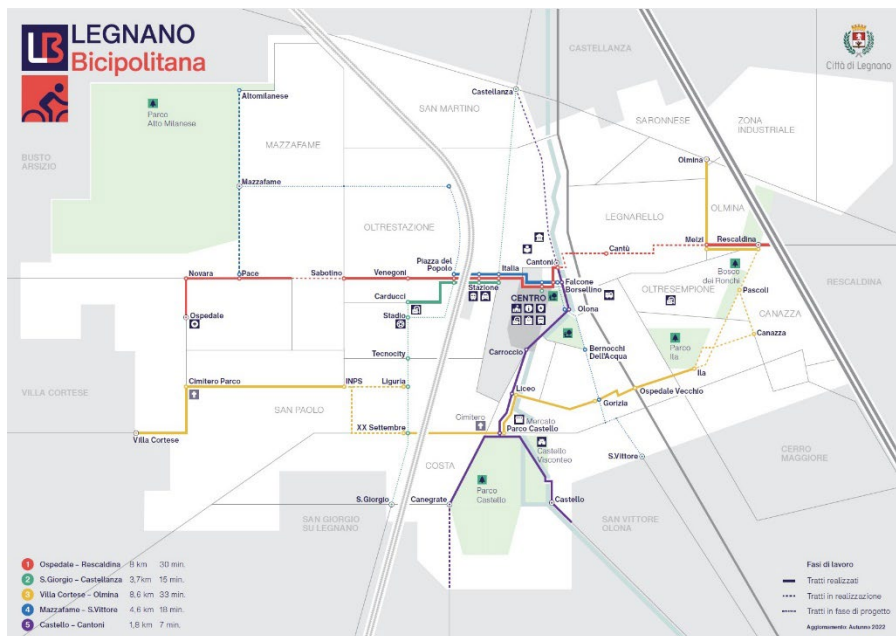 LB
LEGNANO
Bicipolitana
Città di Legnano
CASTELLANZA
Castellanza
Altomilanese
SAN MARTINO
Parco
Alto Milanese
SARONNESE
ZONA
INDUSTRIALE
MAZZAFAME
BUSTO
ARSIZIO
Olmina
Mazzafame
OLMINA
LEGNARELLO
OLTRESTAZIONE
Cantù
Melzi
Rescaldina
Piazza del
Popolo
Italia
Cantoni
Novara
Pace
Sabotino
Venegoni
Stazione
Falcone
Borsellino
Bosco
dei Ronchi
RESCALDINA
OLTRESEMPIONE
Pascoli
Carducci
CENTRO
Ospedale
Stadio
Olona
CANAZZA
Canazza
Parco
Ila
Tecnocity
Carroccio
Bernocchi
Dell'Acqua
Ila
Cimitero Parco
INPS
Liguria
Liceo
Ospedale Vecchio
VILLA CORTESE
SAN PAOLO
Gorizia
Cimitero
Mercato
Villa Cortese
XX Settembre
Parco Castello
CERRO
MAGGIORE
Castello
Visconteo
S.Vittore
COSTA
Parco
Castello
S.Giorgio
Canegrate
Castello
SAN GIORGIO
SU LEGNANO
SAN VITTORE
OLONA
1 Ospedale – Rescaldina 8 km 30 min.
2 S.Giorgio – Castellanza 3,7km 15 min.
3 Villa Cortese – Olmina 8,6 km 33 min.
4 Mazzafame – S.Vittore 4,6 km 18 min.
5 Castello – Cantoni 1,8 km 7 min.
Fasi di lavoro
Tratti realizzati
Tratti in realizzazione
Tratti in fase di progetto
Aggiornamento Autunno 2022